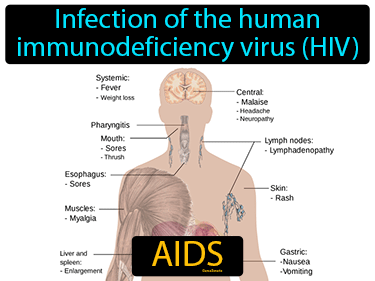 Infection of the human
immunodeficiency virus (HIV)
Systemic:
- Fever
- Weight loss
Central:
- Malaise
- Headache
- Neuropathy
Pharyngitis
Mouth:
- Sores
- Thrush
Lymph nodes:
- Lymphadenopathy
Esophagus:
- Sores
Skin:
- Rash
Muscles:
- Myalgia
Liver and
spleen:
- Enlargement
Gastric:
-Nausea
-Vomiting
AIDS